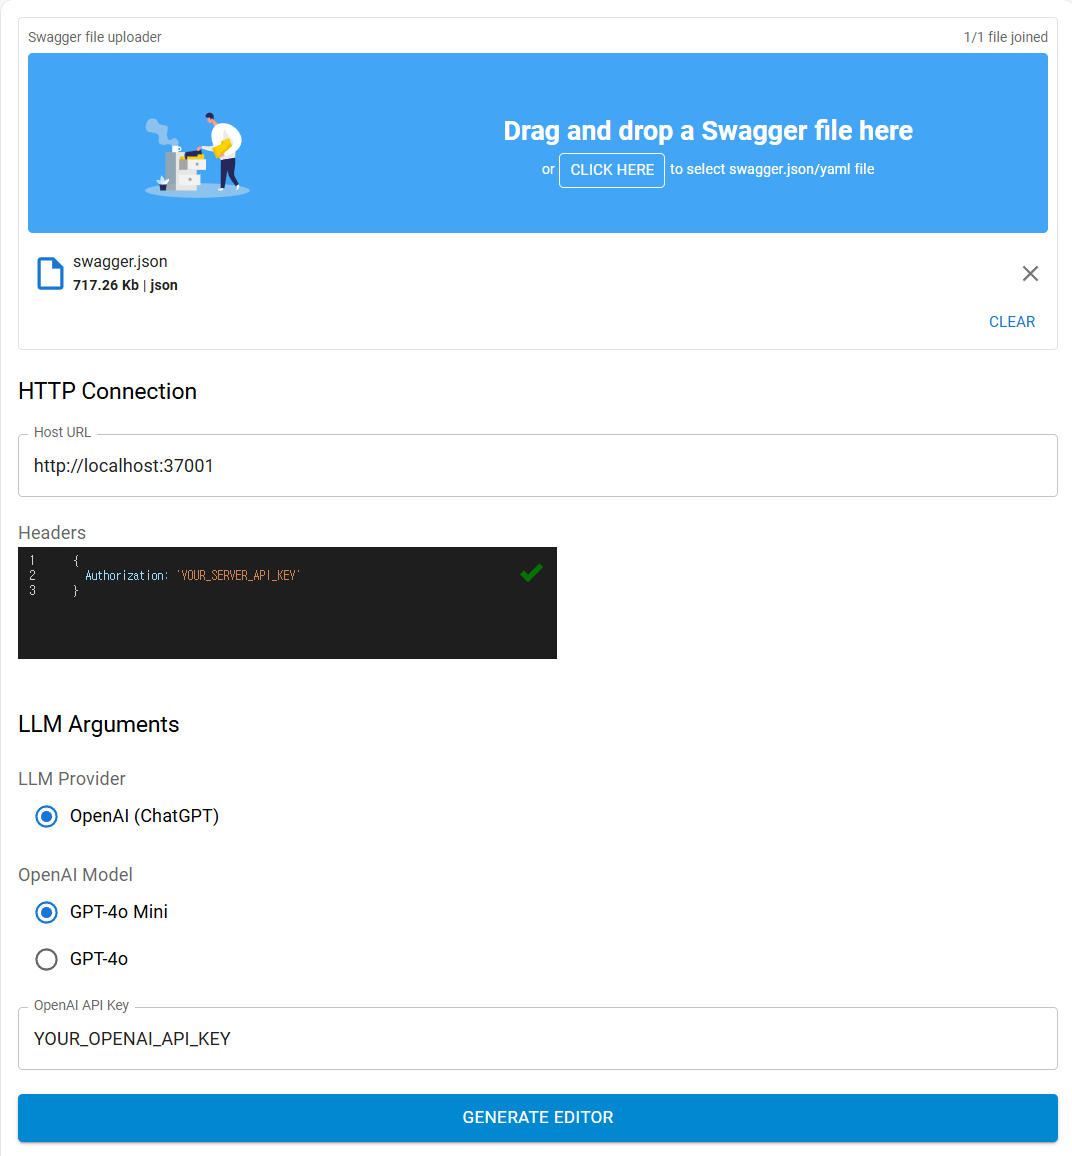 Swagger file uploader 1/1 file joined
Drag and drop a Swagger file here
or CLICK HERE to select swagger.json/yaml file
swagger.json
717.26 Kb | json
CLEAR
HTTP Connection
Host URL
http://localhost:37001
Headers
1 {
2 Authorization: 'YOUR_SERVER_API_KEY'
3 }
LLM Arguments
LLM Provider
OpenAI (ChatGPT)
OpenAI Model
GPT-4o Mini
GPT-4o
OpenAI API Key
YOUR_OPENAI_API_KEY
GENERATE EDITOR